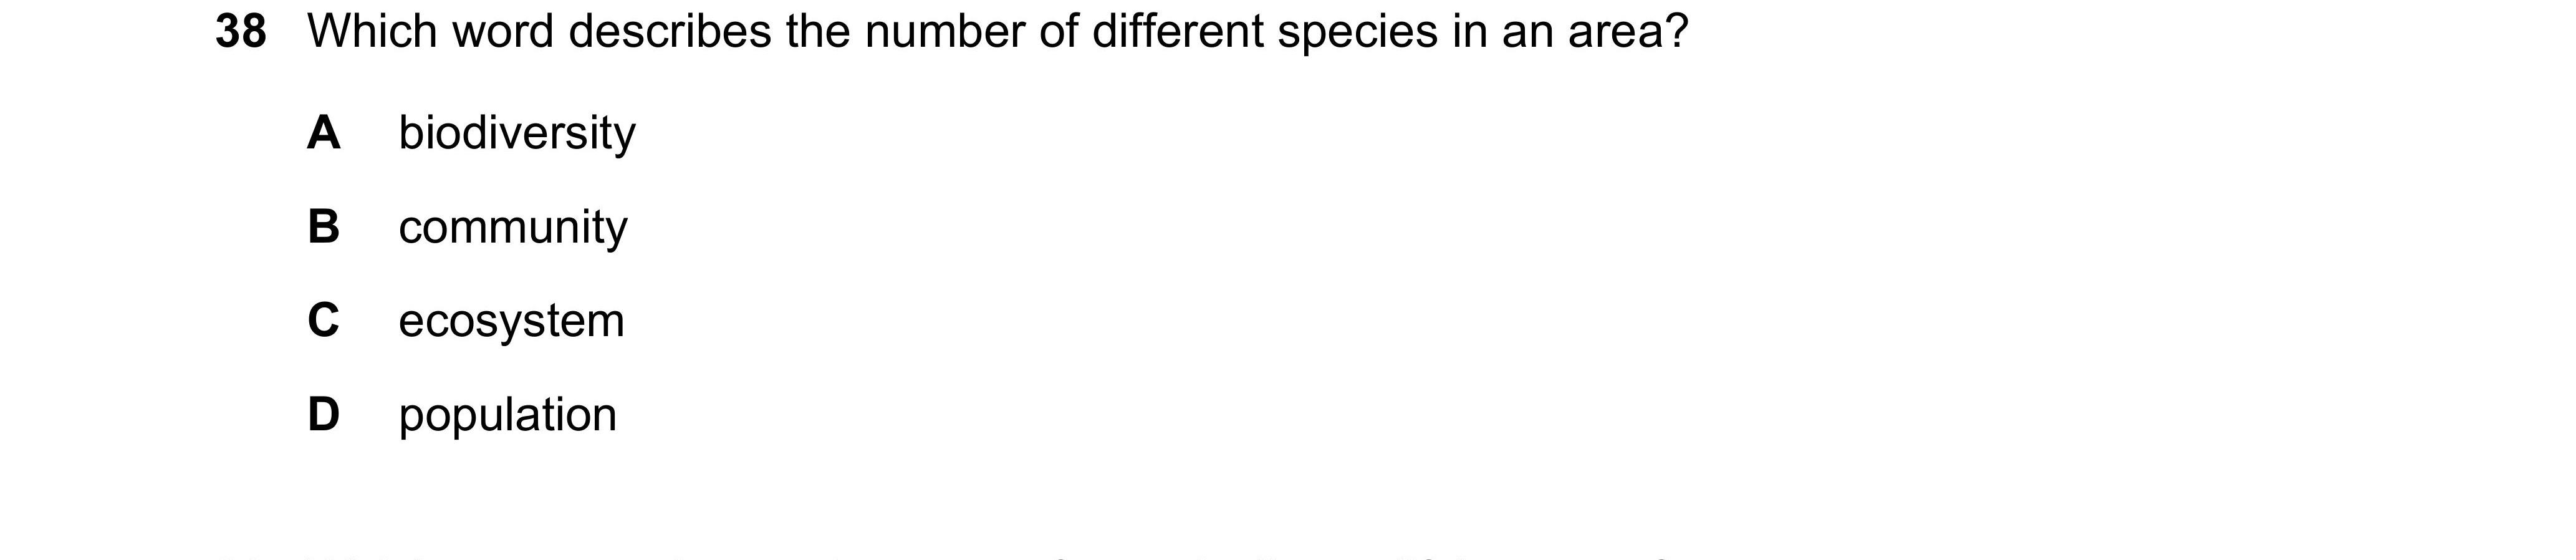 38 Which word describes the number of different species in an area?
A biodiversity
B community
C ecosystem
D population